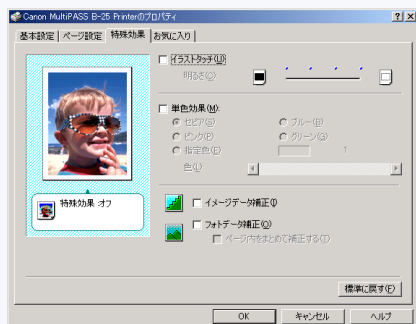 Canon MultiPASS B-25 Printerのプロパティ
基本設定 ページ設定 特殊効果 お気に入り
イラストタッチ(U)
明るさ(G):
単色効果(M):
セピア(S) ブルー(B)
ピンク(P) グリーン(G)
指定色(E) 1
色(L)
特殊効果 :オフ
イメージデータ補正(I)
フォトデータ補正(O)
ページ内をまとめて補正する(T)
標準に戻す(F)
OK キャンセル ヘルプ